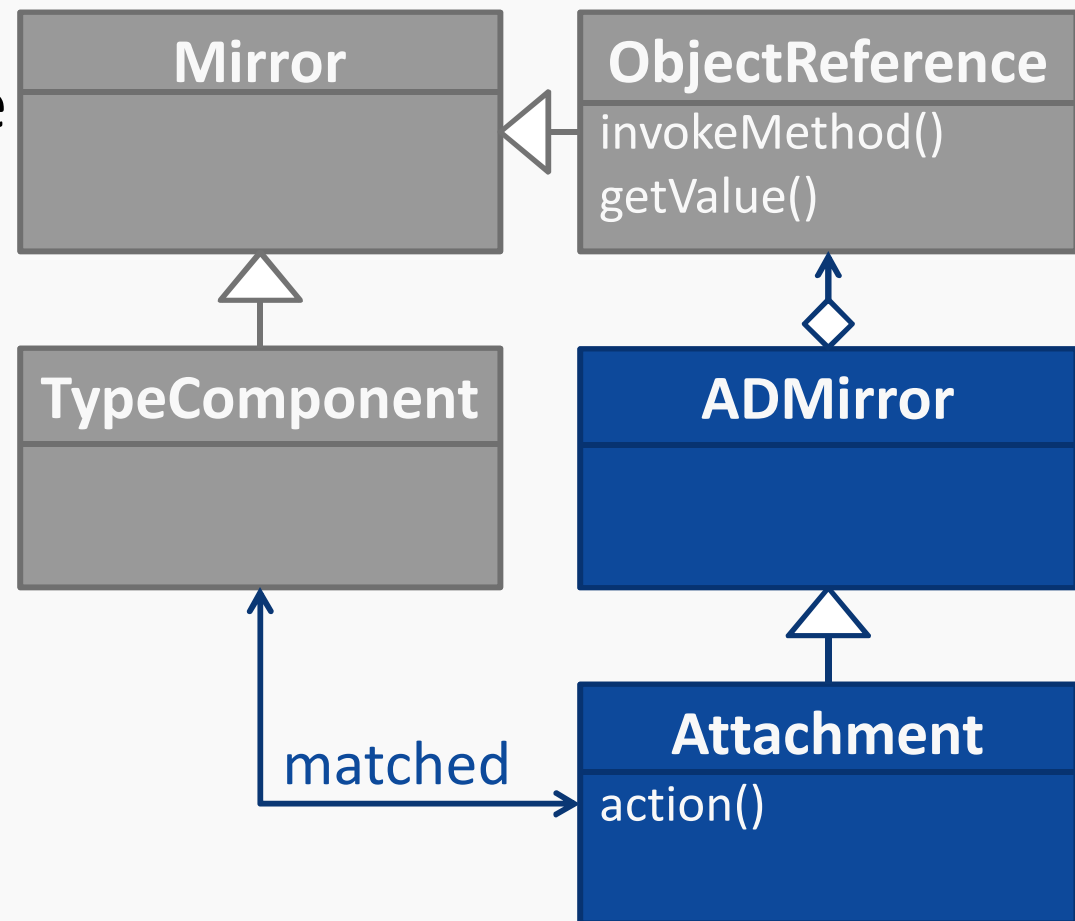 Mirror
ObjectReference
e
invokeMethod()
getValue()
TypeComponent
ADMirror
Attachment
matched
action()